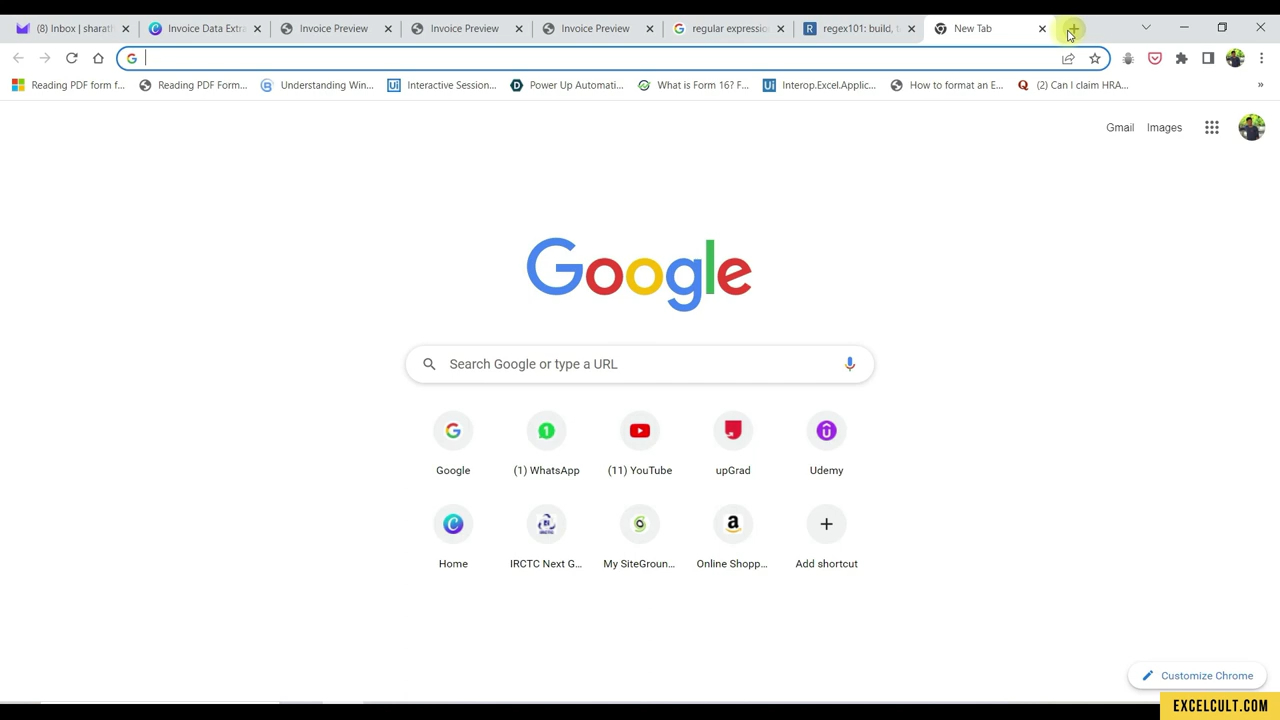 (8) Inbox | sharath
Invoice Data Extra
Invoice Preview
Invoice Preview
Invoice Preview
regular expressio
regex101: build, t
New Tab
Reading PDF form f...
Reading PDF Form...
Understanding Win...
Interactive Session...
Power Up Automati...
What is Form 16? F...
Interop.Excel.Applic...
How to format an E...
(2) Can I claim HRA...
»
Gmail
Images
Google
Search Google or type a URL
Google
(1) WhatsApp
(11) YouTube
upGrad
Udemy
Home
IRCTC Next G...
My SiteGroun...
Online Shopp...
Add shortcut
Customize Chrome
EXCELCULT.COM